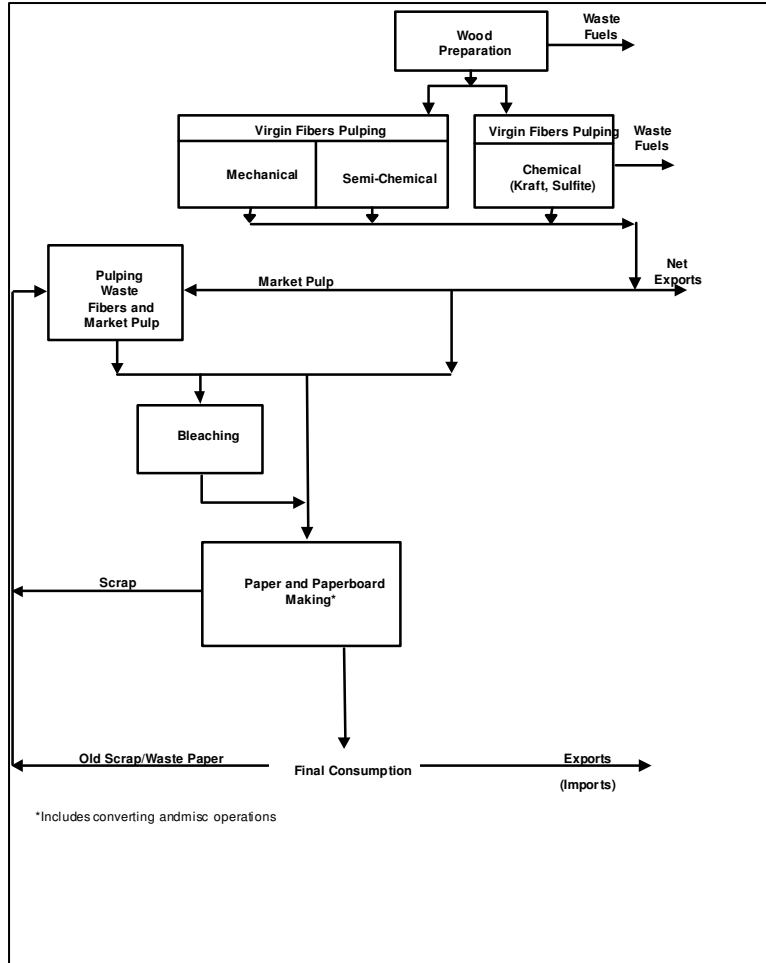 Wood
Preparation
Waste
Fuels
Virgin Fibers Pulping
Mechanical
Semi-Chemical
Virgin Fibers Pulping
Chemical
(Kraft, Sulfite)
Waste
Fuels
Pulping
Waste
Fibers and
Market Pulp
Market Pulp
Net
Exports
Bleaching
Paper and Paperboard
Making*
Scrap
Old Scrap/Waste Paper
Final Consumption
Exports
(Imports)
*Includes converting andmisc operations